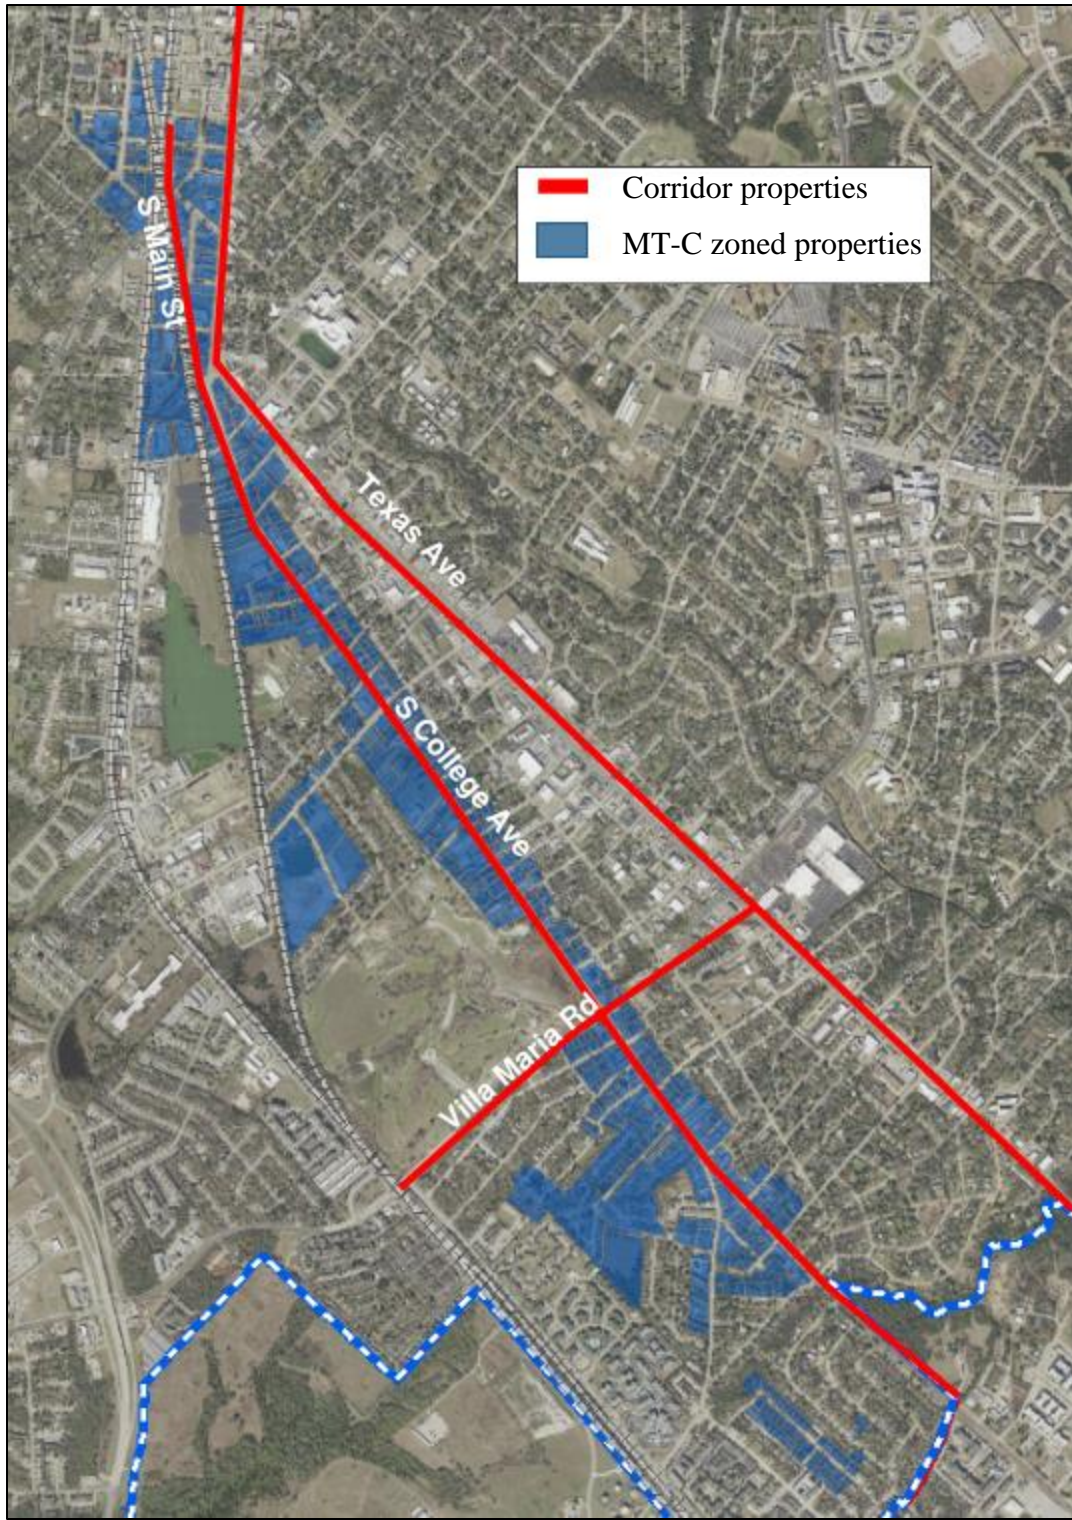 Corridor properties
MT-C zoned properties
S Main St
Texas Ave
S College Ave
Villa Maria Rd